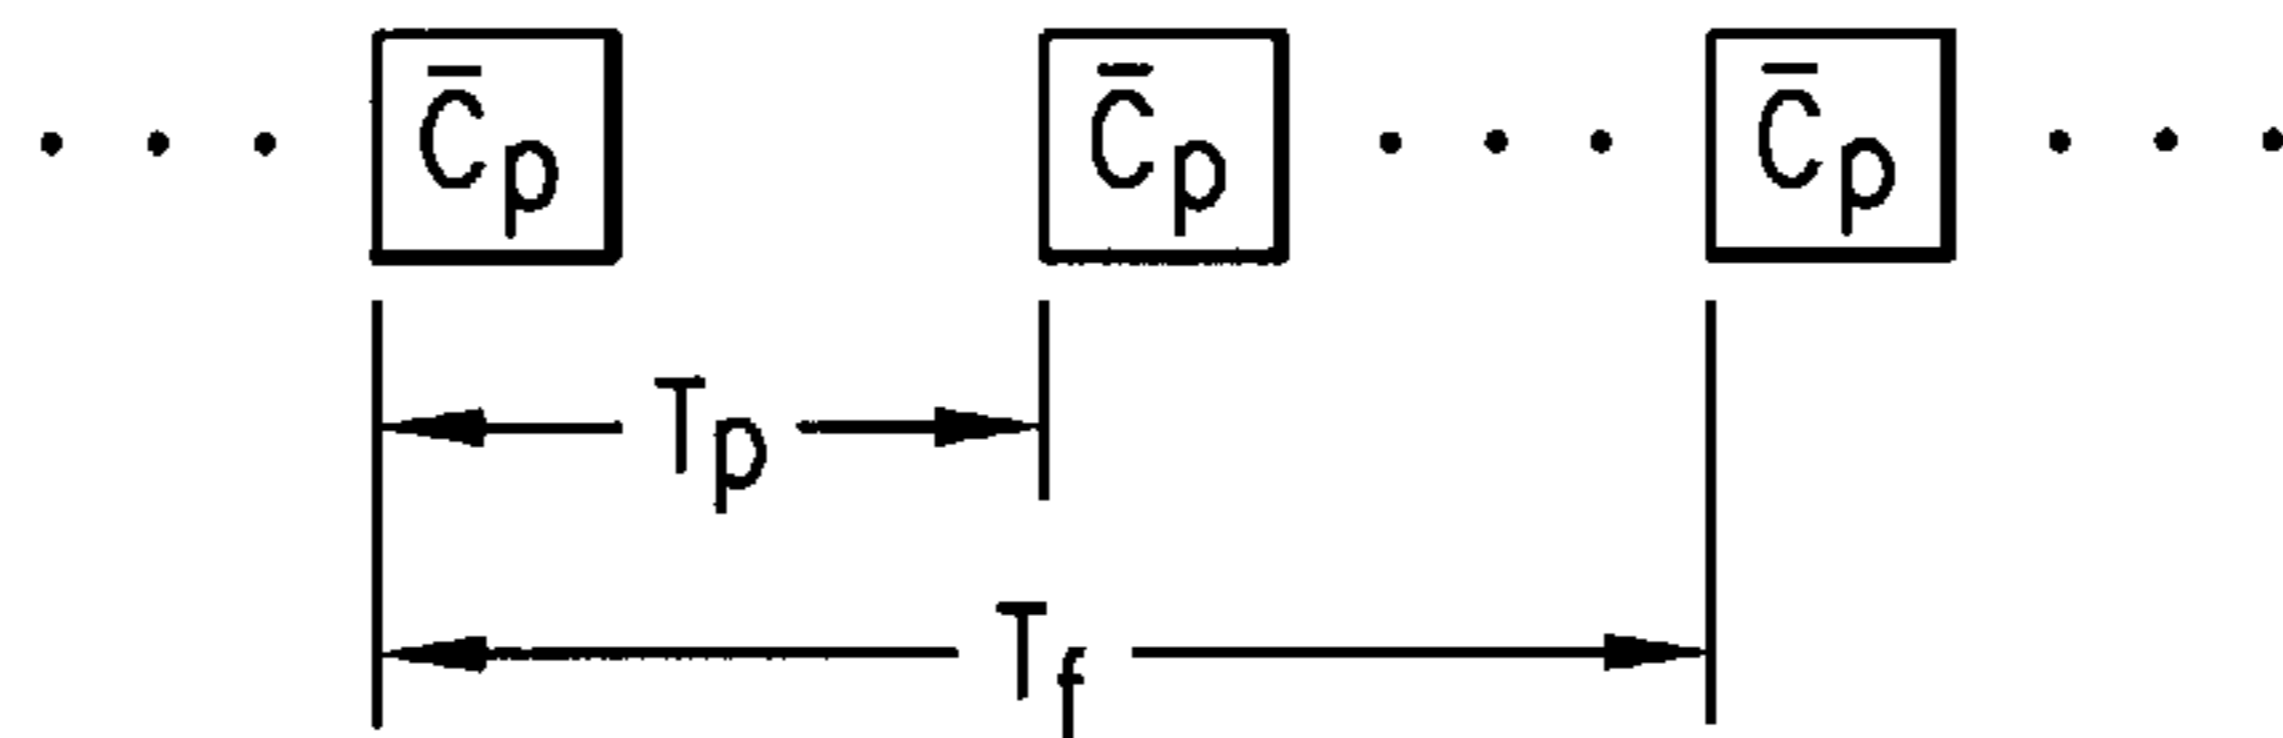 . . . C̄p C̄p . . . C̄p . . .
Tp
Tf